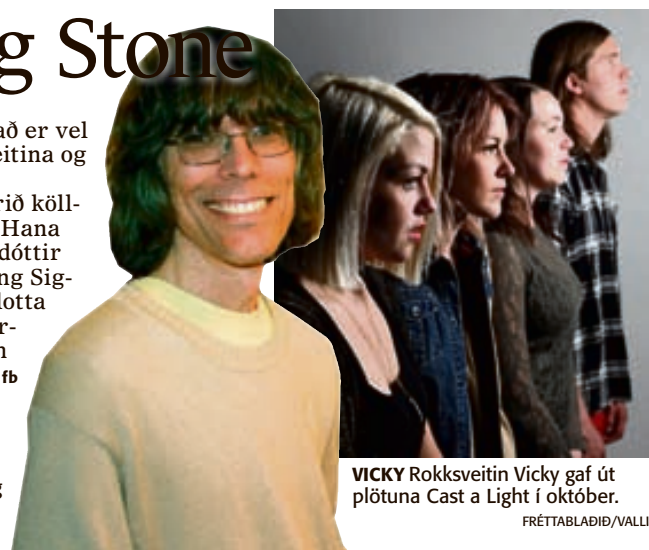 g Stone
að er vel
eitina og
rið köll-
Hana
dóttir
ng Sig-
lotta
r-
n
fb
g
VICKY Rokksveitin Vicky gaf út
plötuna Cast a Light í október.
FRÉTTABLAÐIÐ/VALLI